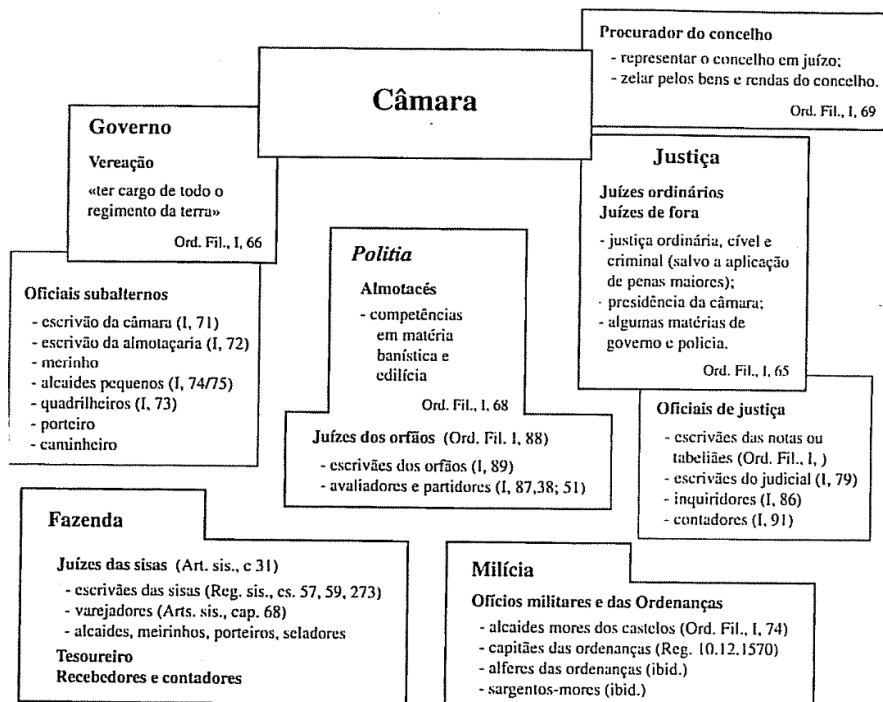 Câmara
Procurador do concelho
- representar o concelho em juízo;
- zelar pelos bens e rendas do concelho.
Ord. Fil., I, 69
Governo
Vereação
«ter cargo de todo o
regimento da terra»
Ord. Fil., I, 66
Oficiais subalternos
- escrivão da câmara (I, 71)
- escrivão da almotaçaria (I, 72)
- merinho
- alcaides pequenos (I, 74/75)
- quadrilheiros (I, 73)
- porteiro
- caminheiro
Politia
Almotacés
- competências
em matéria
banística e
edilícia
Ord. Fil., I, 68
Juízes dos orfãos (Ord. Fil. I, 88)
- escrivães dos orfãos (I, 89)
- avaliadores e partidores (I, 87,38; 51)
Justiça
Juízes ordinários
Juízes de fora
- justiça ordinária, cível e
criminal (salvo a aplicação
de penas maiores);
- presidência da câmara;
- algumas matérias de
governo e policia.
Ord. Fil., I, 65
Oficiais de justiça
- escrivães das notas ou
tabeliães (Ord. Fil., I, )
- escrivães do judicial (I, 79)
- inquiridores (I, 86)
- contadores (I, 91)
Fazenda
Juízes das sisas (Art. sis., c 31)
- escrivães das sisas (Reg. sis., cs. 57, 59, 273)
- varejadores (Arts. sis., cap. 68)
- alcaides, meirinhos, porteiros, seladores
Tesoureiro
Recebedores e contadores
Milícia
Ofícios militares e das Ordenanças
- alcaides mores dos castelos (Ord. Fil., I, 74)
- capitães das ordenanças (Reg. 10.12.1570)
- alferes das ordenanças (ibid.)
- sargentos-mores (ibid.)